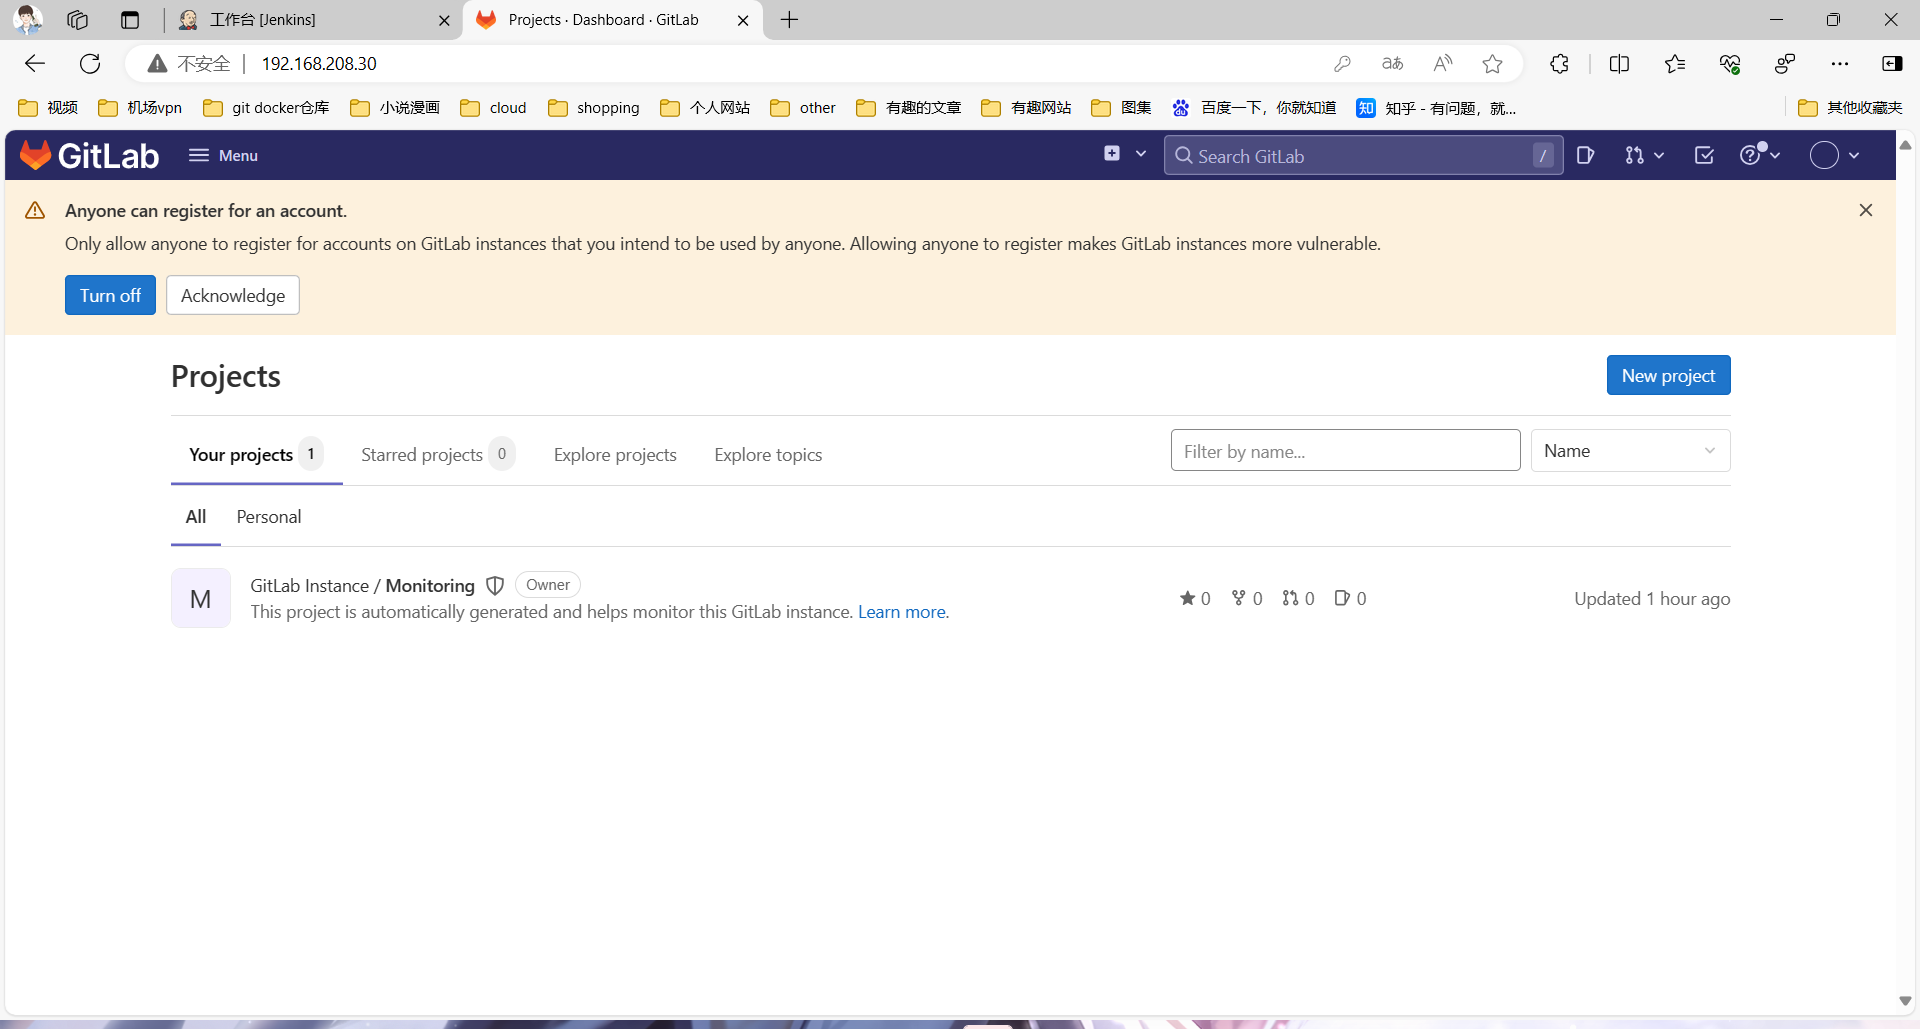 工作台 [Jenkins]
Projects · Dashboard · GitLab
不安全
192.168.208.30
aあ
A
视频
机场vpn
git docker仓库
小说漫画
cloud
shopping
个人网站
other
有趣的文章
有趣网站
图集
百度一下，你就知道
知
知乎 - 有问题，就...
其他收藏夹
GitLab
Menu
Search GitLab
/
Anyone can register for an account.
Only allow anyone to register for accounts on GitLab instances that you intend to be used by anyone. Allowing anyone to register makes GitLab instances more vulnerable.
Turn off
Acknowledge
Projects
New project
Your projects 1
Starred projects 0
Explore projects
Explore topics
Filter by name...
Name
All
Personal
M
GitLab Instance / Monitoring
Owner
This project is automatically generated and helps monitor this GitLab instance. Learn more.
0
0
0
0
Updated 1 hour ago